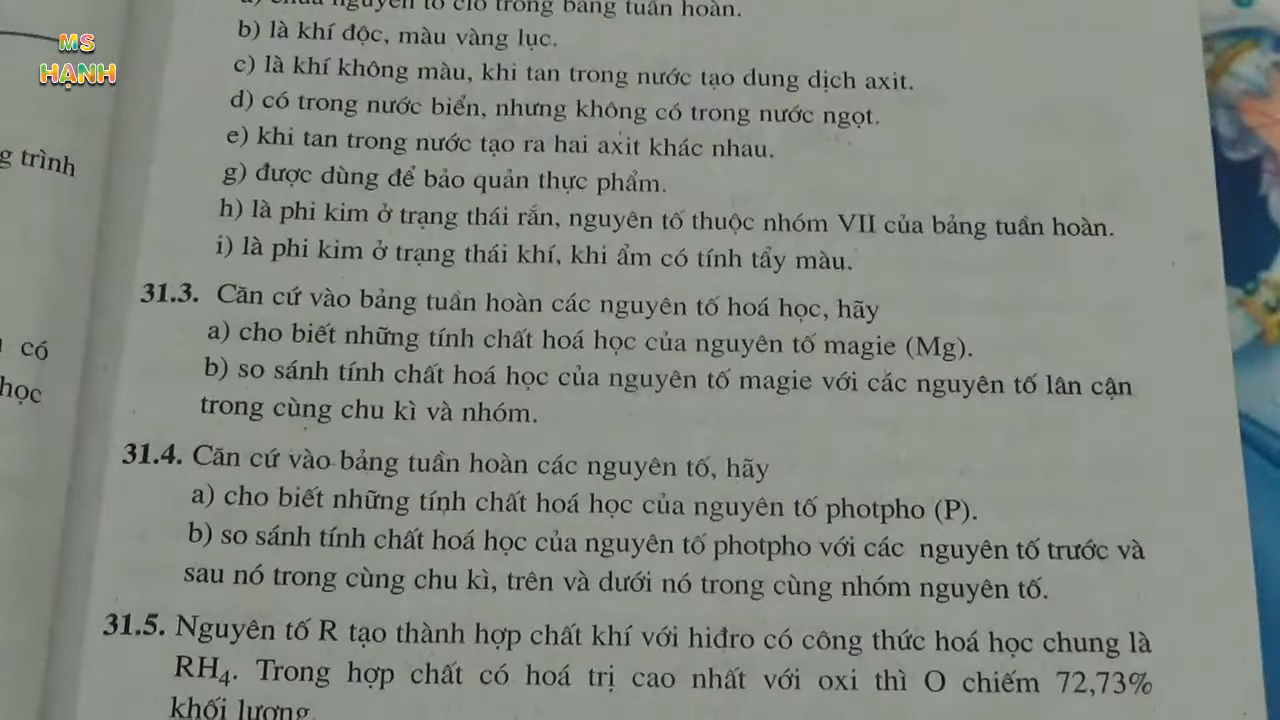 MS
HẠNH
nguyên tố clo trong bảng tuần hoàn.
b) là khí độc, màu vàng lục.
c) là khí không màu, khi tan trong nước tạo dung dịch axit.
d) có trong nước biển, nhưng không có trong nước ngọt.
e) khi tan trong nước tạo ra hai axit khác nhau.
g) được dùng để bảo quản thực phẩm.
h) là phi kim ở trạng thái rắn, nguyên tố thuộc nhóm VII của bảng tuần hoàn.
i) là phi kim ở trạng thái khí, khi ẩm có tính tẩy màu.
g trình
có
học
31.3. Căn cứ vào bảng tuần hoàn các nguyên tố hoá học, hãy
a) cho biết những tính chất hoá học của nguyên tố magie (Mg).
b) so sánh tính chất hoá học của nguyên tố magie với các nguyên tố lân cận
trong cùng chu kì và nhóm.
31.4. Căn cứ vào bảng tuần hoàn các nguyên tố, hãy
a) cho biết những tính chất hoá học của nguyên tố photpho (P).
b) so sánh tính chất hoá học của nguyên tố photpho với các nguyên tố trước và
sau nó trong cùng chu kì, trên và dưới nó trong cùng nhóm nguyên tố.
31.5. Nguyên tố R tạo thành hợp chất khí với hiđro có công thức hoá học chung là
RH₄. Trong hợp chất có hoá trị cao nhất với oxi thì O chiếm 72,73%
khối lượng.